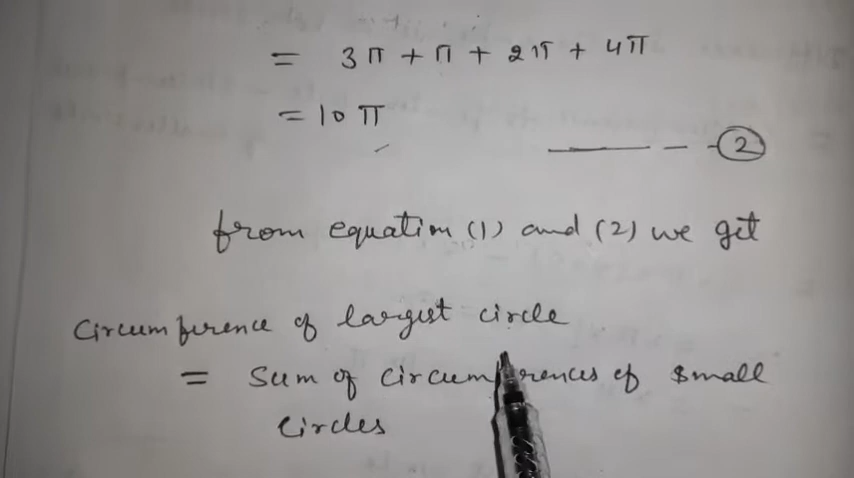 = 3π + π + 2π + 4π
= 10 π
2
from equation (1) and (2) we get
Circumference of largest circle
= Sum of circumferences of small
circles